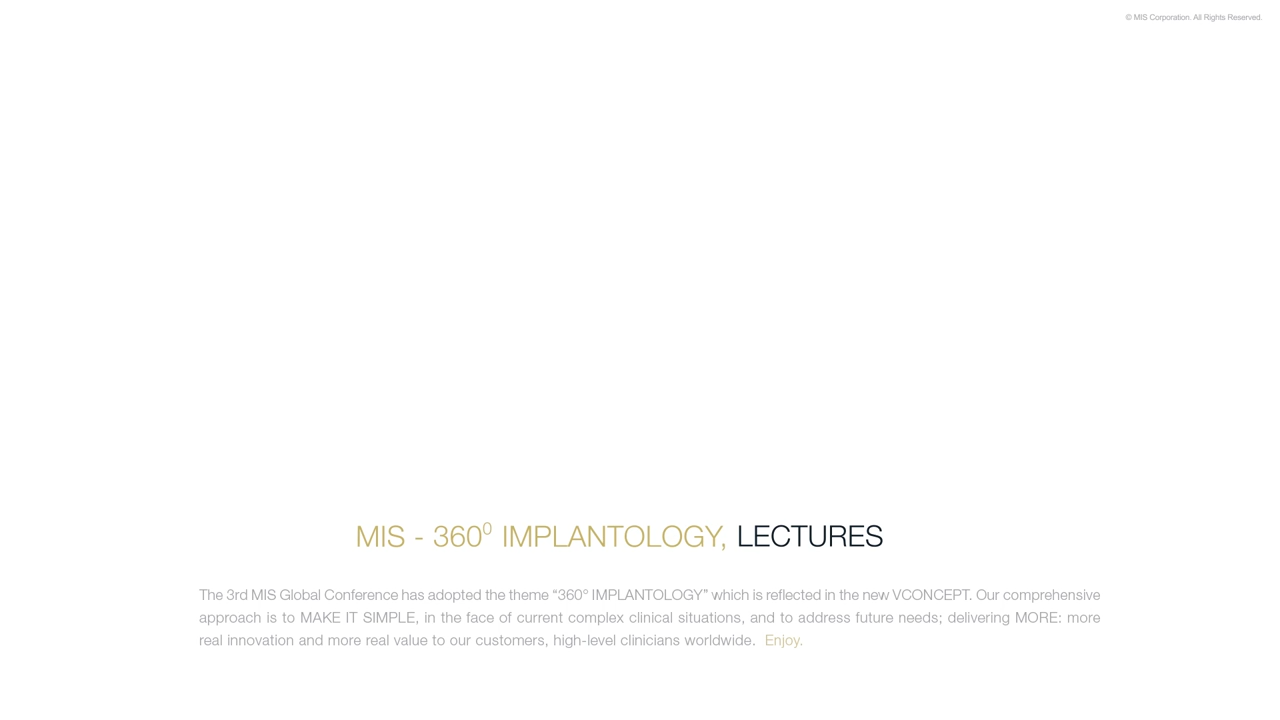 © MIS Corporation. All Rights Reserved.
MIS - 360⁰ IMPLANTOLOGY, LECTURES
The 3rd MIS Global Conference has adopted the theme “360° IMPLANTOLOGY” which is reflected in the new VCONCEPT. Our comprehensive
approach is to MAKE IT SIMPLE, in the face of current complex clinical situations, and to address future needs; delivering MORE: more
real innovation and more real value to our customers, high-level clinicians worldwide. Enjoy.